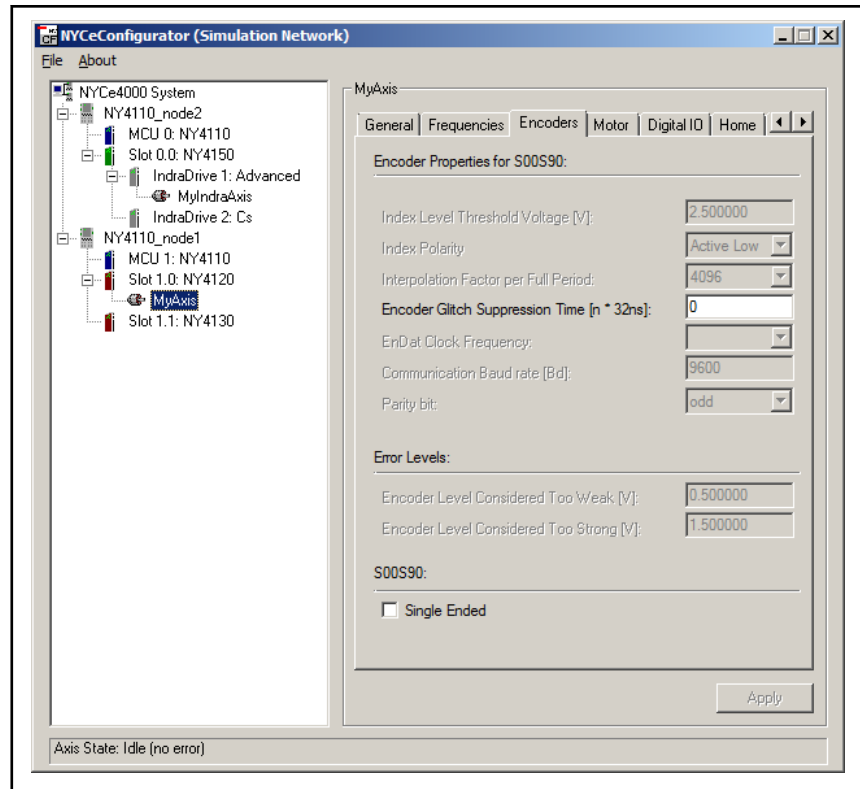 NYCeConfigurator (Simulation Network)
File About
NYCe4000 System
NY4110_node2
MCU 0: NY4110
Slot 0.0: NY4150
IndraDrive 1: Advanced
MyIndraAxis
IndraDrive 2: Cs
NY4110_node1
MCU 1: NY4110
Slot 1.0: NY4120
MyAxis
Slot 1.1: NY4130
MyAxis
General Frequencies Encoders Motor Digital IO Home
Encoder Properties for S00S90:
Index Level Threshold Voltage [V]: 2.500000
Index Polarity Active Low
Interpolation Factor per Full Period: 4096
Encoder Glitch Suppression Time [n * 32ns]: 0
EnDat Clock Frequency:
Communication Baud rate [Bd]: 9600
Parity bit: odd
Error Levels:
Encoder Level Considered Too Weak [V]: 0.500000
Encoder Level Considered Too Strong [V]: 1.500000
S00S90:
Single Ended
Apply
Axis State: Idle (no error)